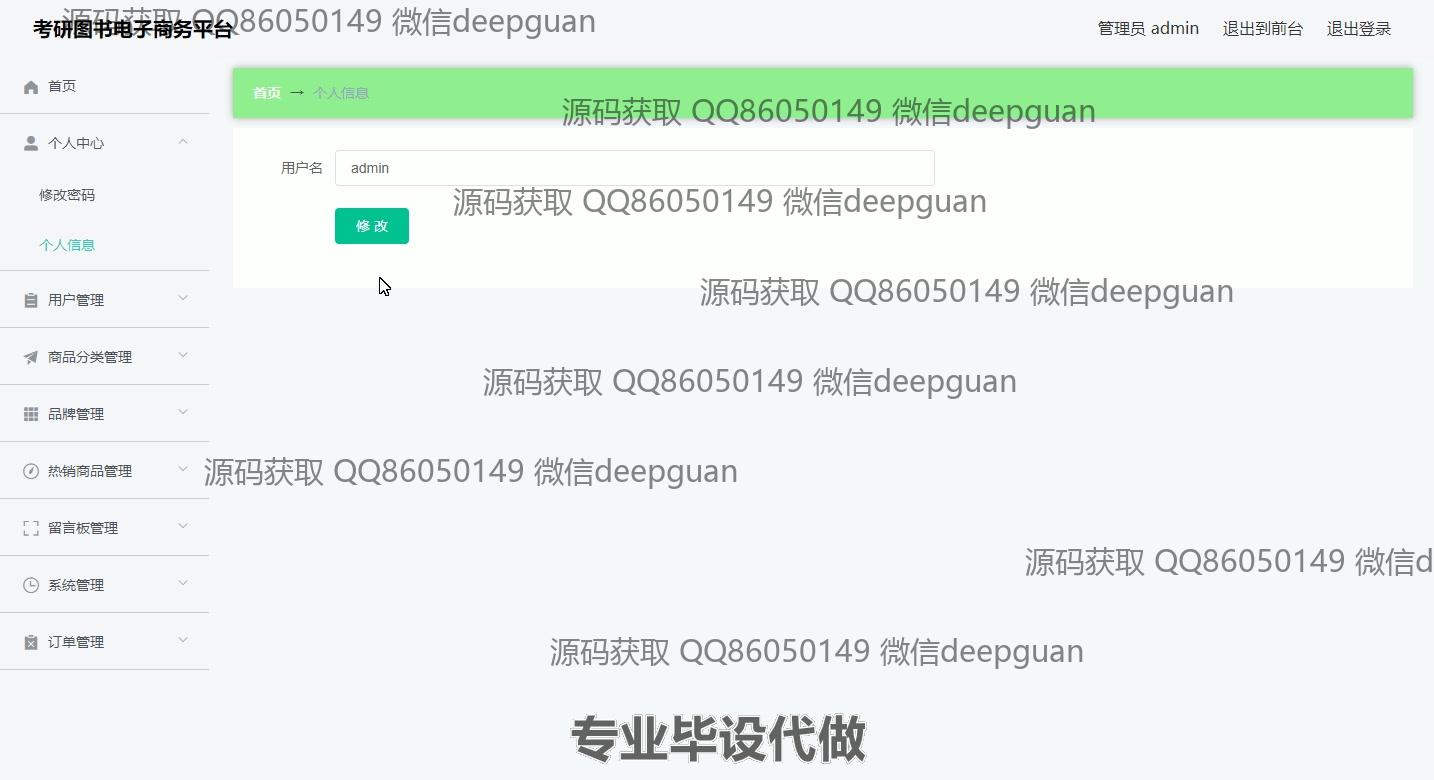 源码获取 QQ86050149 微信deepguan
考研图书电子商务平台
管理员 admin
退出到前台
退出登录
首页
个人中心
修改密码
个人信息
用户管理
商品分类管理
品牌管理
热销商品管理
留言板管理
系统管理
订单管理
首页 → 个人信息
源码获取 QQ86050149 微信deepguan
用户名 admin
源码获取 QQ86050149 微信deepguan
修 改
源码获取 QQ86050149 微信deepguan
源码获取 QQ86050149 微信deepguan
源码获取 QQ86050149 微信deepguan
源码获取 QQ86050149 微信d
源码获取 QQ86050149 微信deepguan
专业毕设代做